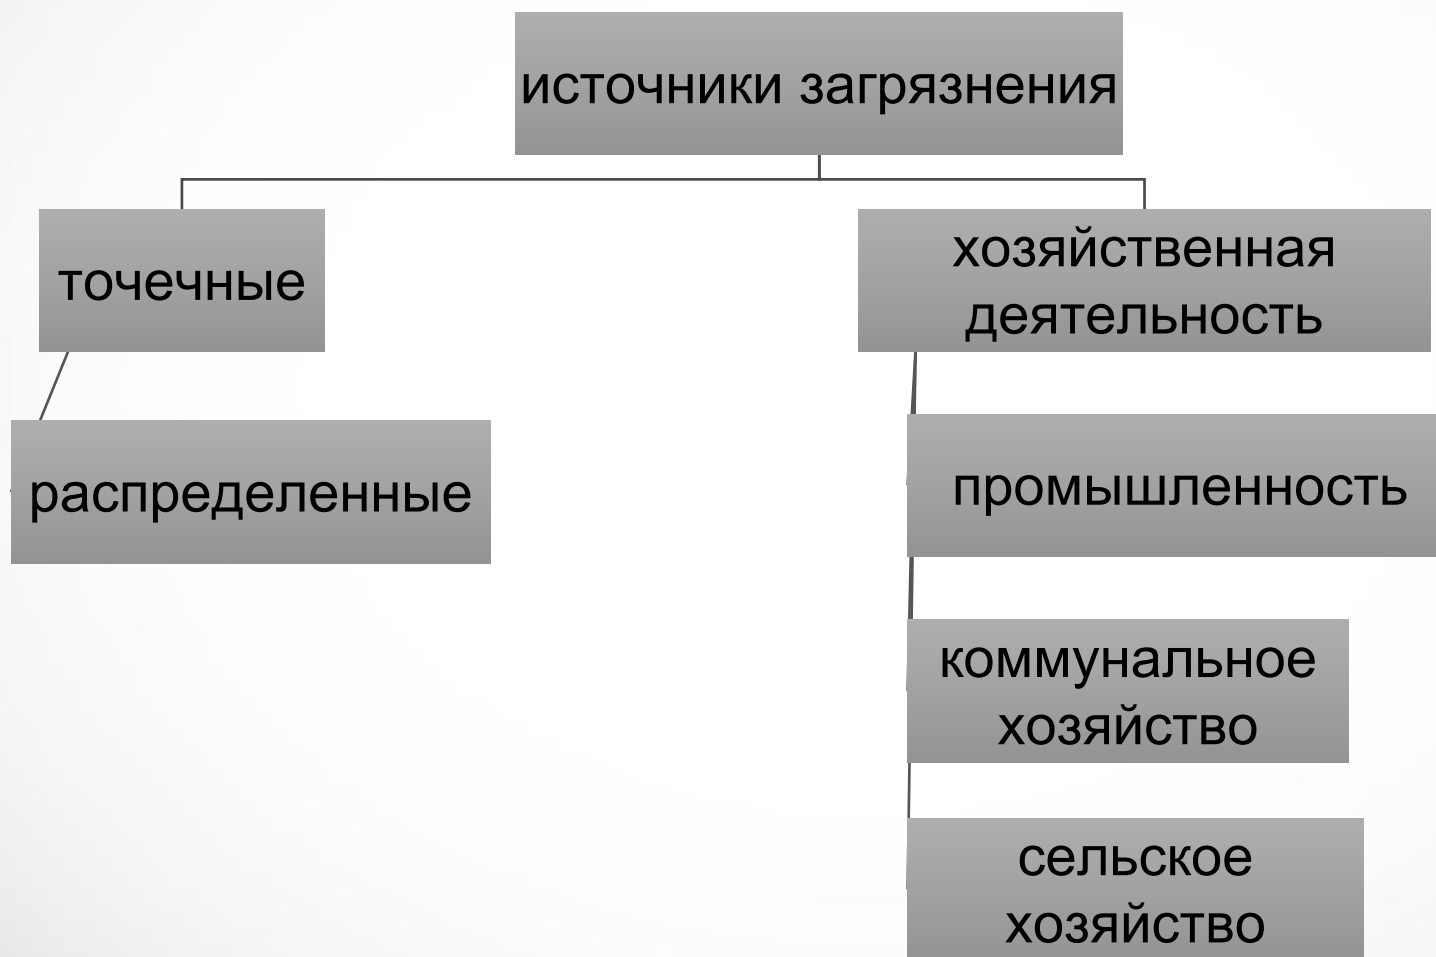 источники загрязнения
точечные
распределенные
хозяйственная
деятельность
промышленность
коммунальное
хозяйство
сельское
хозяйство